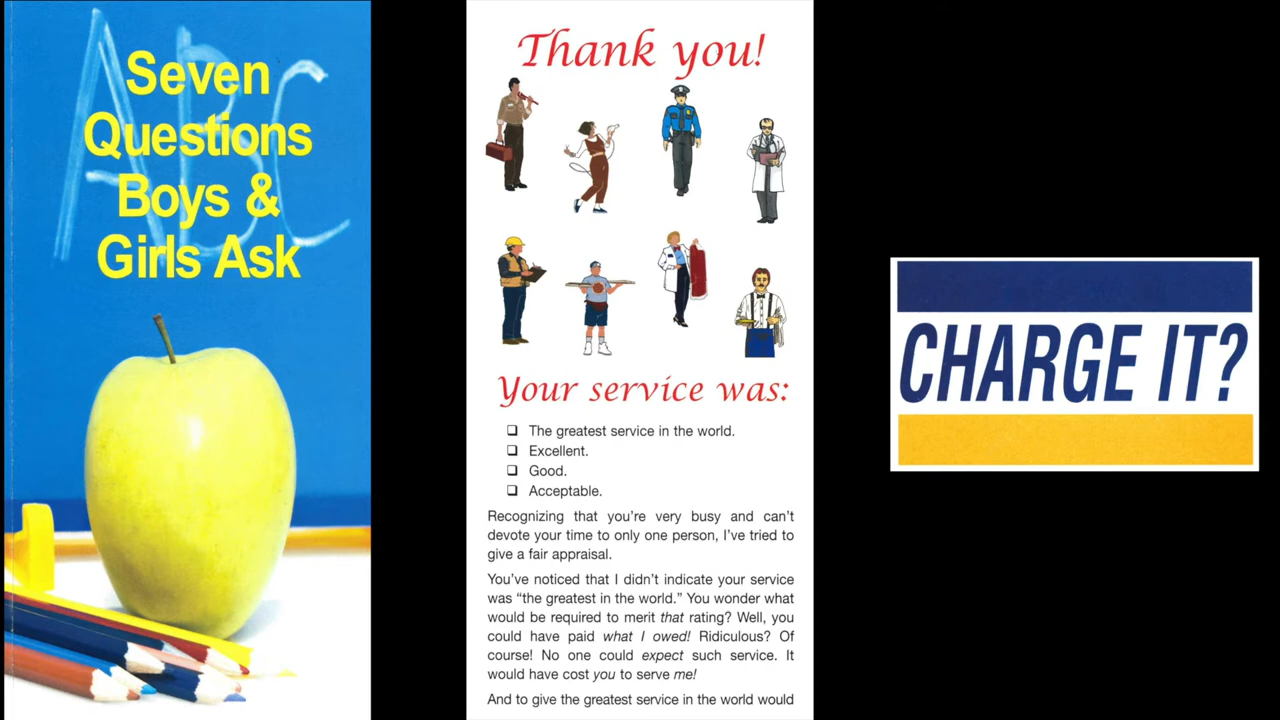 ABC
Seven
Questions
Boys &
Girls Ask
Thank you!
Your service was:
❑ The greatest service in the world.
❑ Excellent.
❑ Good.
❑ Acceptable.
Recognizing that you’re very busy and can’t
devote your time to only one person, I’ve tried to
give a fair appraisal.
You’ve noticed that I didn’t indicate your service
was “the greatest in the world.” You wonder what
would be required to merit that rating? Well, you
could have paid what I owed! Ridiculous? Of
course! No one could expect such service. It
would have cost you to serve me!
And to give the greatest service in the world would
CHARGE IT?